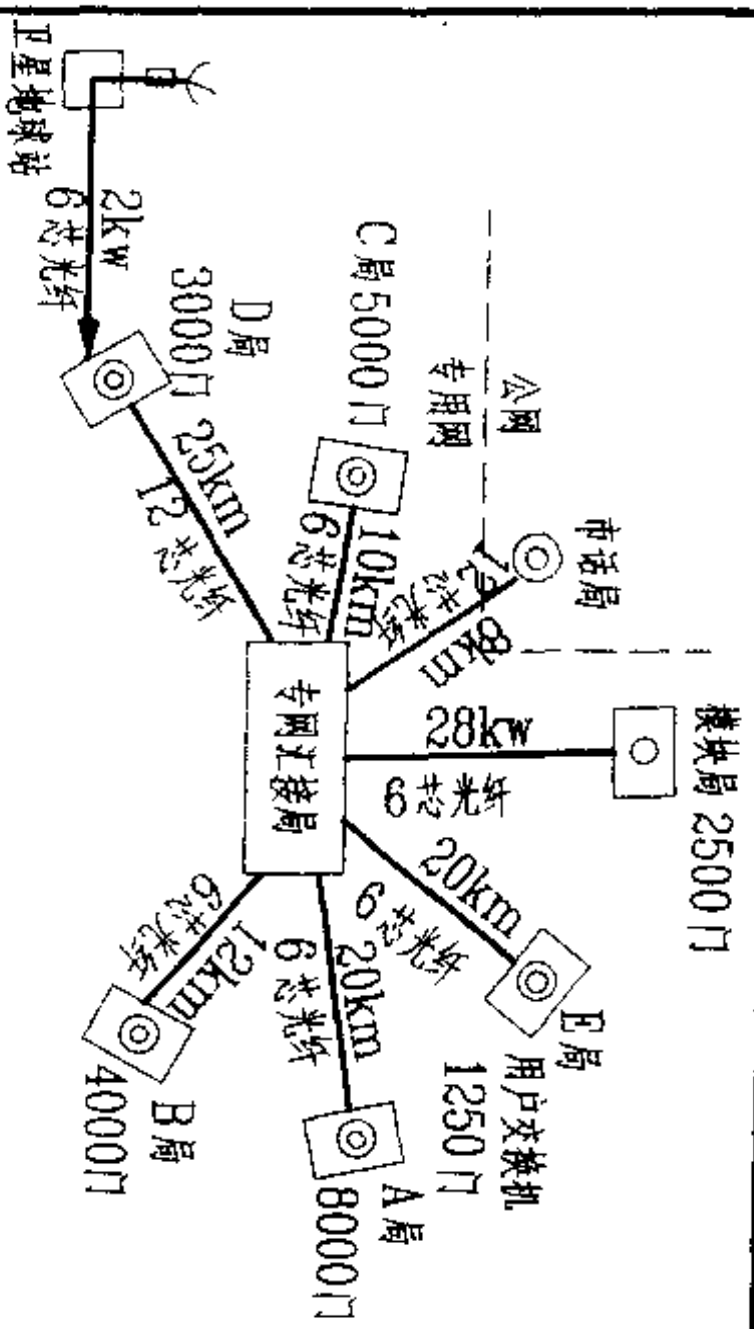 卫星地球站
2kw
6芯光纤
D局
3000门
25km
12芯光纤
C局5000门
10km
6芯光纤
公网
专用网
市话局
12芯光纤
8km
模块局 2500门
28kw
6芯光纤
专网汇接局
20km
6芯光纤
E局
用户交换机
1250门
20km
6芯光纤
A局
8000门
12km
6芯光纤
B局
4000门